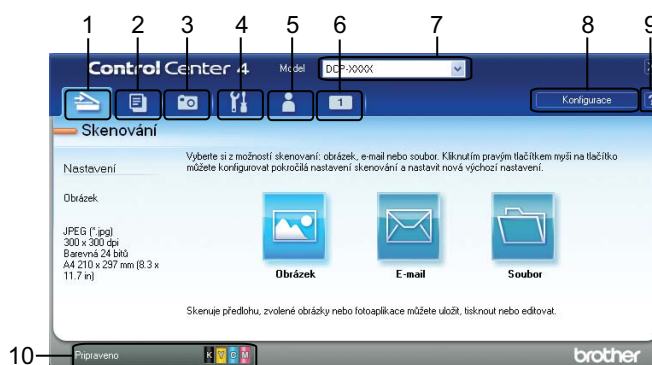 1 2 3 4 5 6 7 8 9
Control Center 4 Model DCP-XXXX
1 Konfigurace ?
Skenování
Nastavení
Obrázek
JPEG (*.jpg)
300 x 300 dpi
Barevná 24 bitů
A4 210 x 297 mm (8.3 x
11.7 in)
Vyberte si z možností skenovaní: obrázek, e-mail nebo soubor. Kliknutím pravým tlačítkem myši na tlačítko
můžete konfigurovat pokročilá nastavení skenování a nastavit nová výchozí nastavení.
Obrázek E-mail Soubor
Skenuje předlohu, zvolené obrázky nebo fotoaplikace můžete uložit, tisknout nebo editovat.
10 Pripraveno K Y C M brother